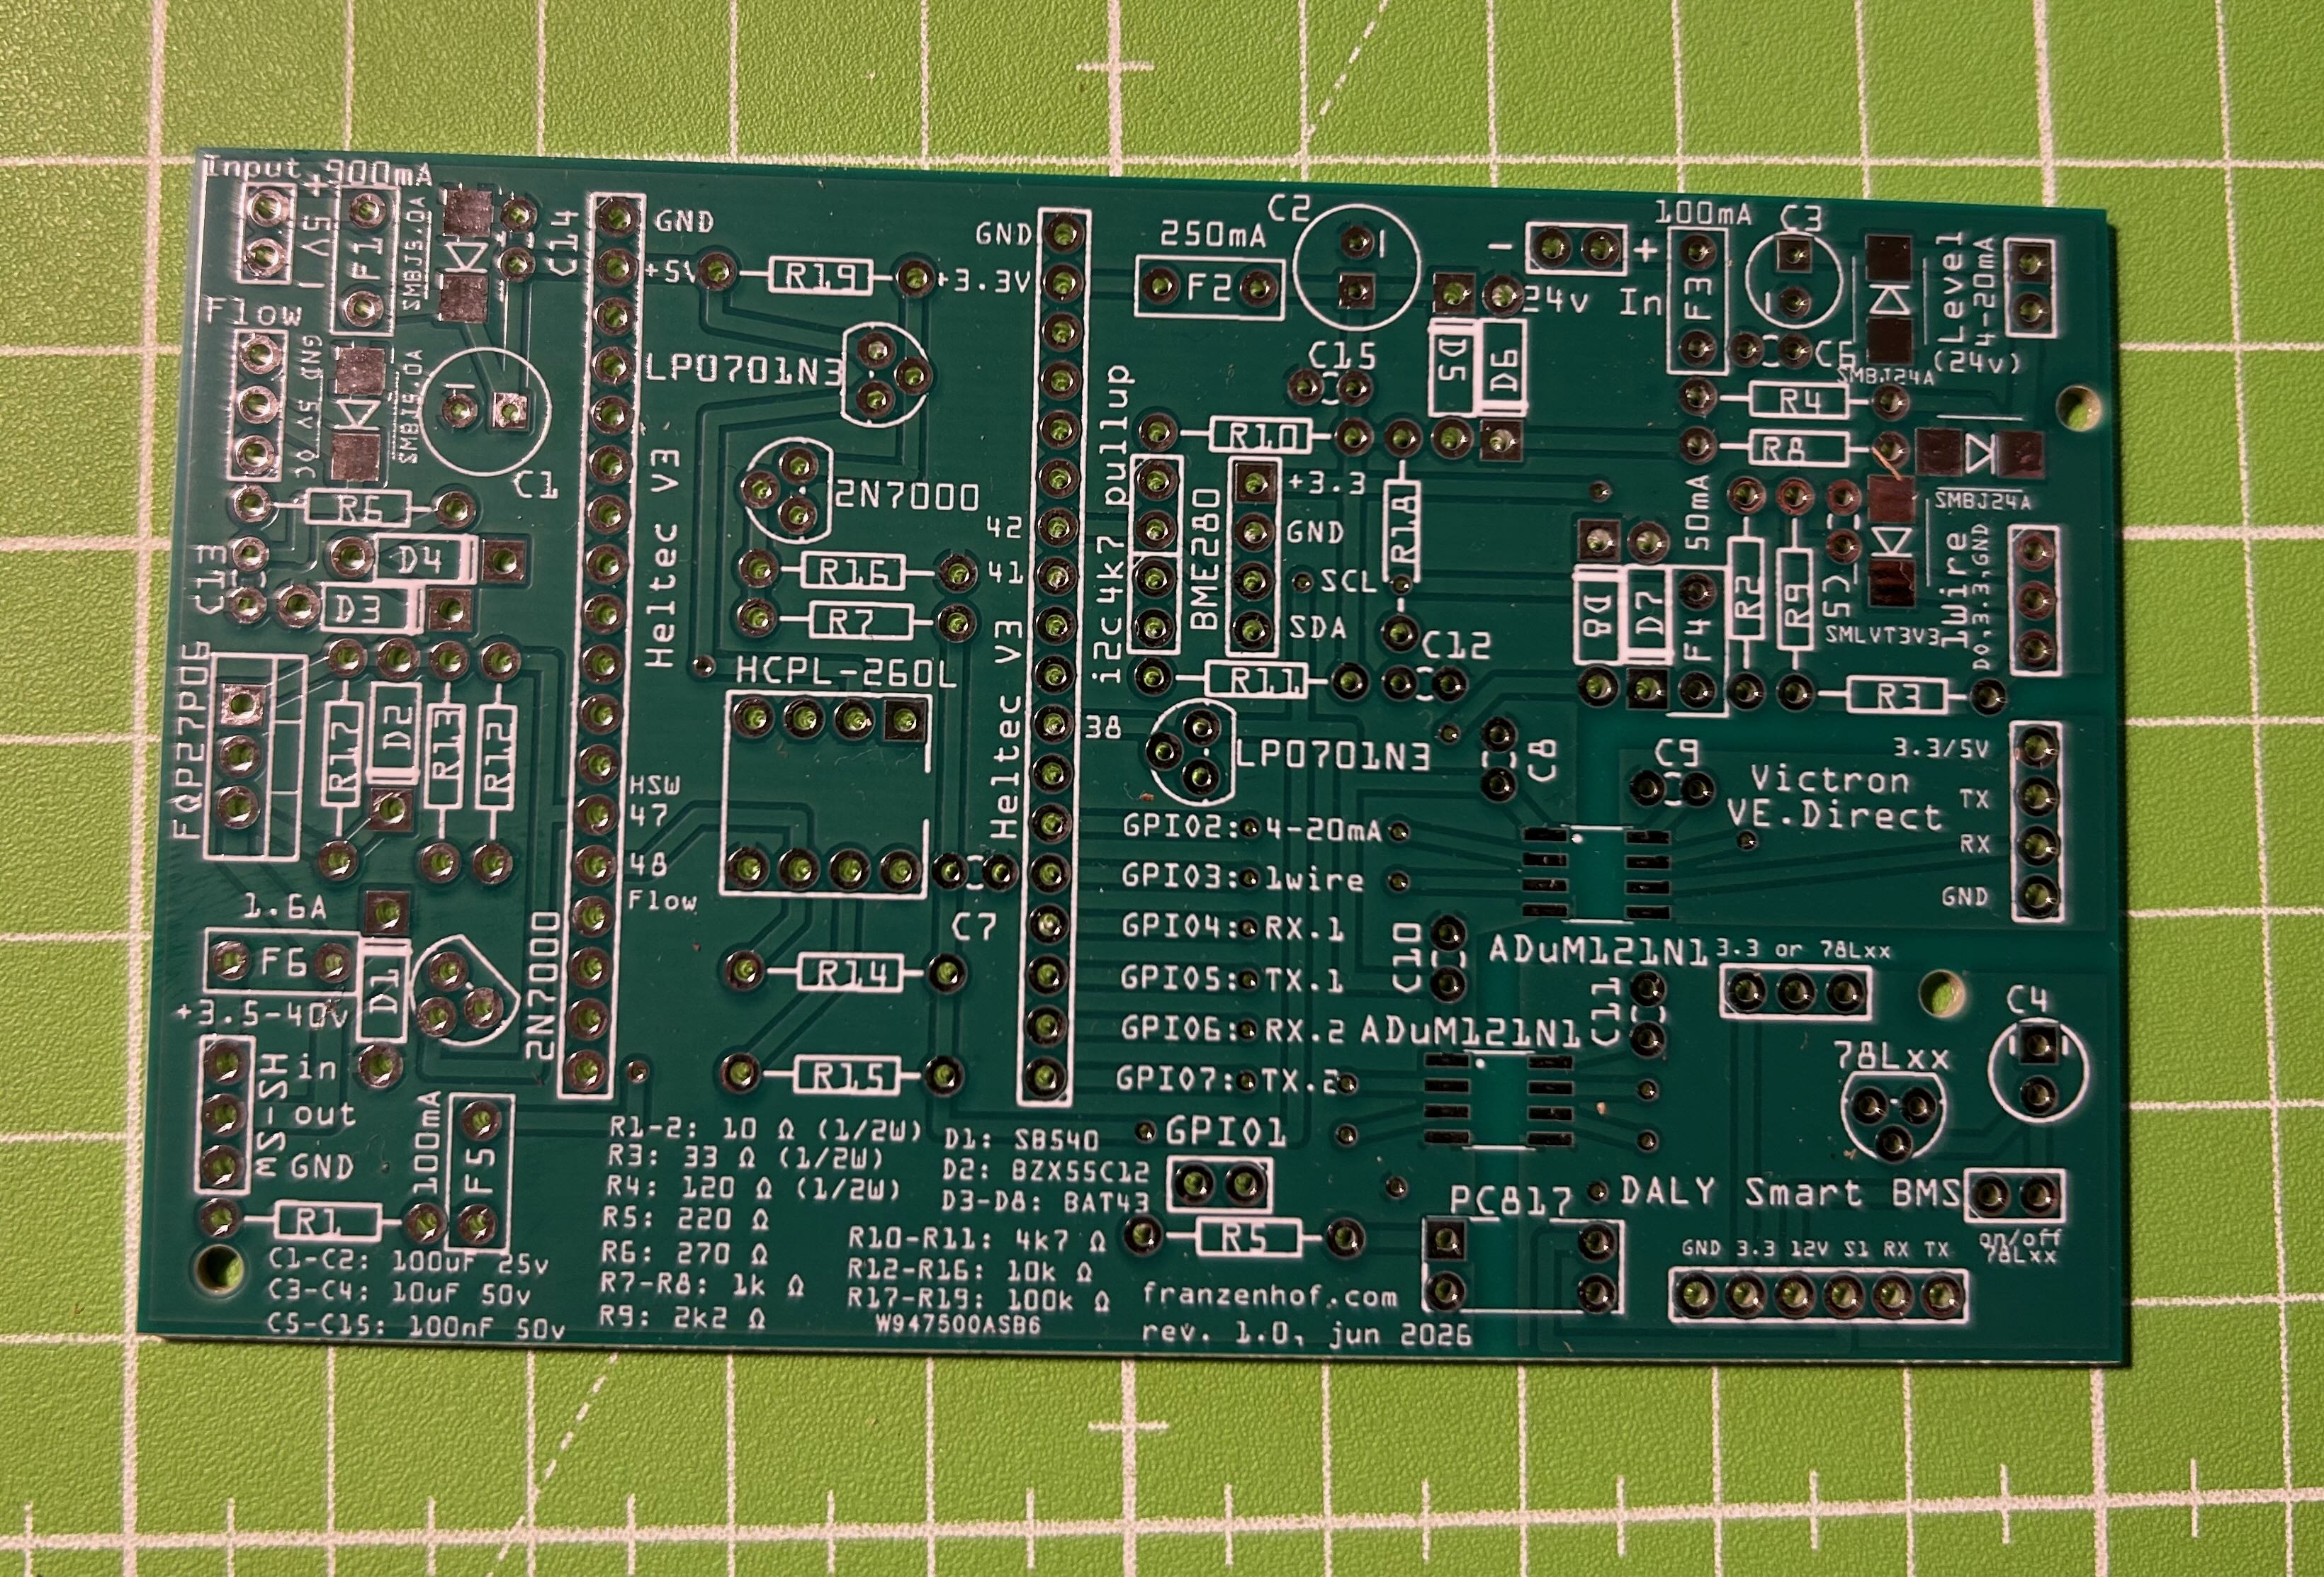 Input 900mA
+ 5V -
F1
SMBJ5.0A
C14
GND
+5V
R19
+3.3V
GND
250mA
F2
C2
- +
24v In
100mA
F3
C3
C6
SMBJ24A
Level
4-20mA
(24v)
Flow
GND 5V OC
SMBJ5.0A
C1
LP0701N3
C15
D5
D6
R4
R8
R10
i2c 4k7 pullup
BME280
+3.3
GND
SCL
SDA
R18
SMBJ24A
R6
C13
D4
D3
Heltec V3
2N7000
R16
R7
42
41
Heltec V3
50mA
D8
D7
F4
R2
R9
C5
SMLVT3V3
1Wire
D0,3.3,GND
R11
C12
R3
FQP27P06
R17
D2
R13
R12
HCPL-260L
38
LP0701N3
C8
C9
3.3/5V
Victron
VE.Direct
TX
RX
GND
HSW
47
48
Flow
C7
GPIO2: 4-20mA
GPIO3: 1wire
GPIO4: RX.1
GPIO5: TX.1
GPIO6: RX.2
GPIO7: TX.2
C10
ADuM121N1
3.3 or 78Lxx
C11
ADuM121N1
1.6A
F6
D1
+3.5-40v
2N7000
R14
R15
C4
78Lxx
HSW
in
-out
GND
100mA
F5
R1
GPIO1
R5
PC817
DALY Smart BMS
on/off
78Lxx
GND 3.3 12V S1 RX TX
R1-2: 10 Ω (1/2W)
R3: 33 Ω (1/2W)
R4: 120 Ω (1/2W)
R5: 220 Ω
R6: 270 Ω
R7-R8: 1k Ω
R9: 2k2 Ω
D1: SB540
D2: BZX55C12
D3-D8: BAT43
R10-R11: 4k7 Ω
R12-R16: 10k Ω
R17-R19: 100k Ω
W947500ASB6
C1-C2: 100uF 25v
C3-C4: 10uF 50v
C5-C15: 100nF 50v
franzenhof.com
rev. 1.0, jun 2026